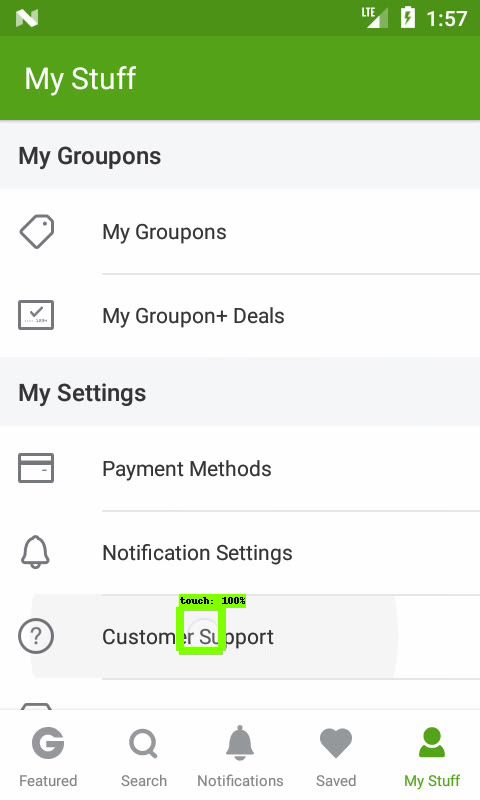 LTE 1:57
My Stuff
My Groupons
My Groupons
My Groupon+ Deals
My Settings
Payment Methods
Notification Settings
touch: 100%
? Customer Support
G
Featured Search Notifications Saved My Stuff